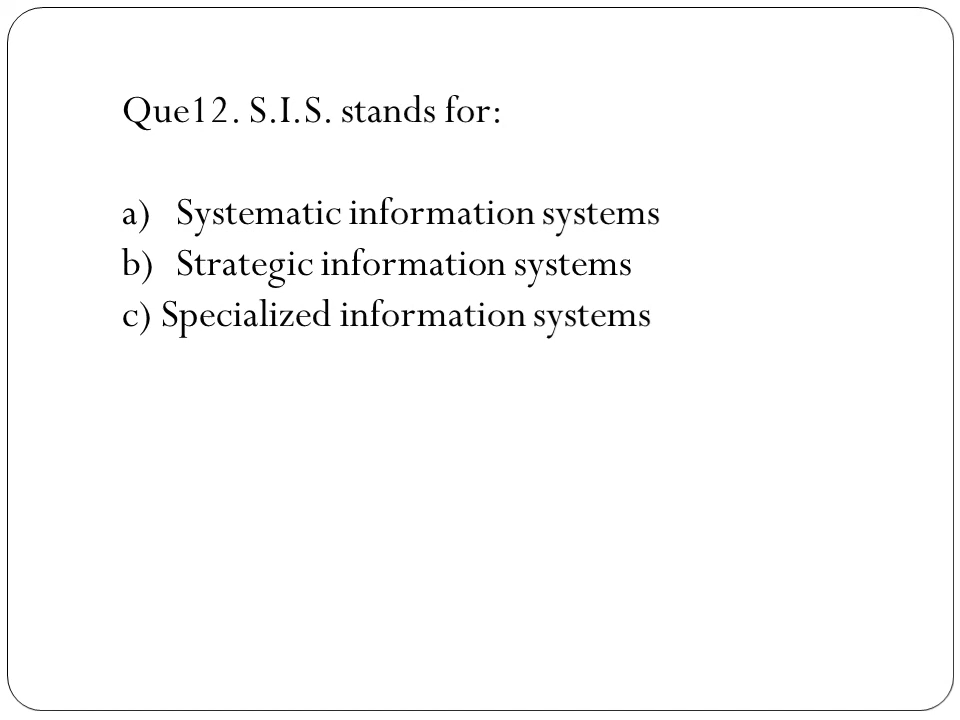 Que12. S.I.S. stands for:
a) Systematic information systems
b) Strategic information systems
c) Specialized information systems